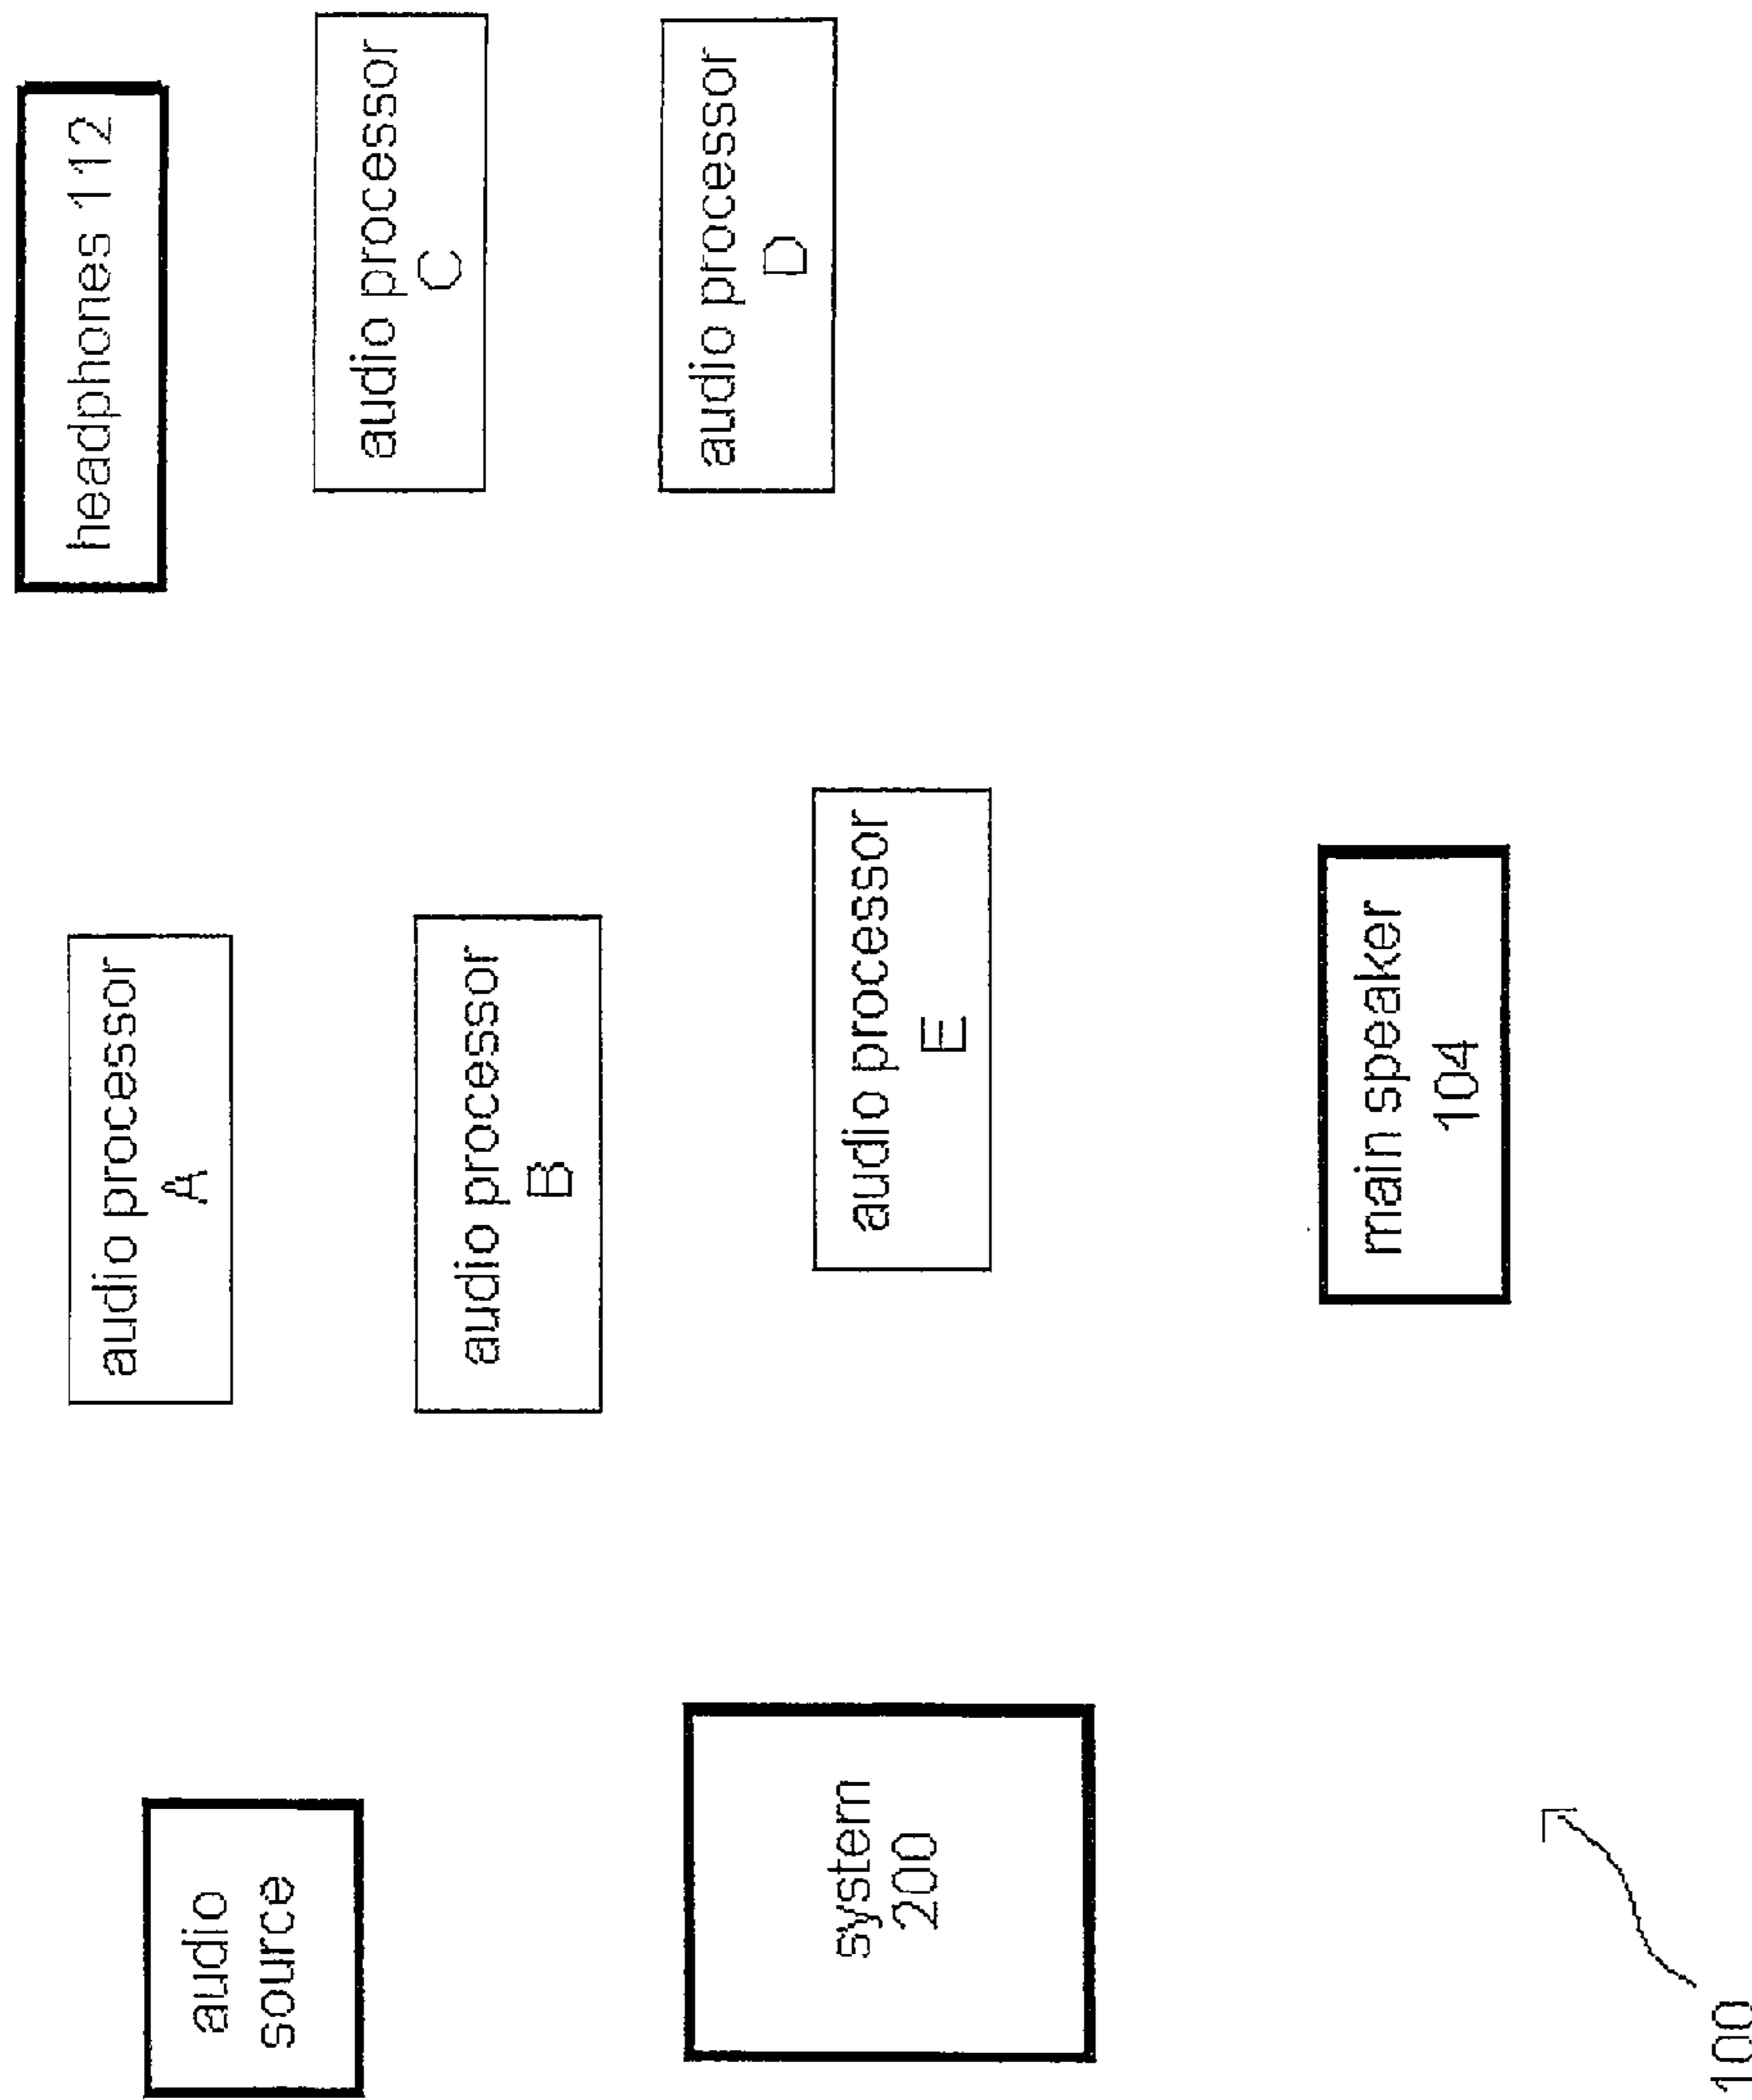 audio
source
audio processor
A
headphones 112
audio processor
B
audio processor
C
system
200
audio processor
E
audio processor
D
main speaker
104
100